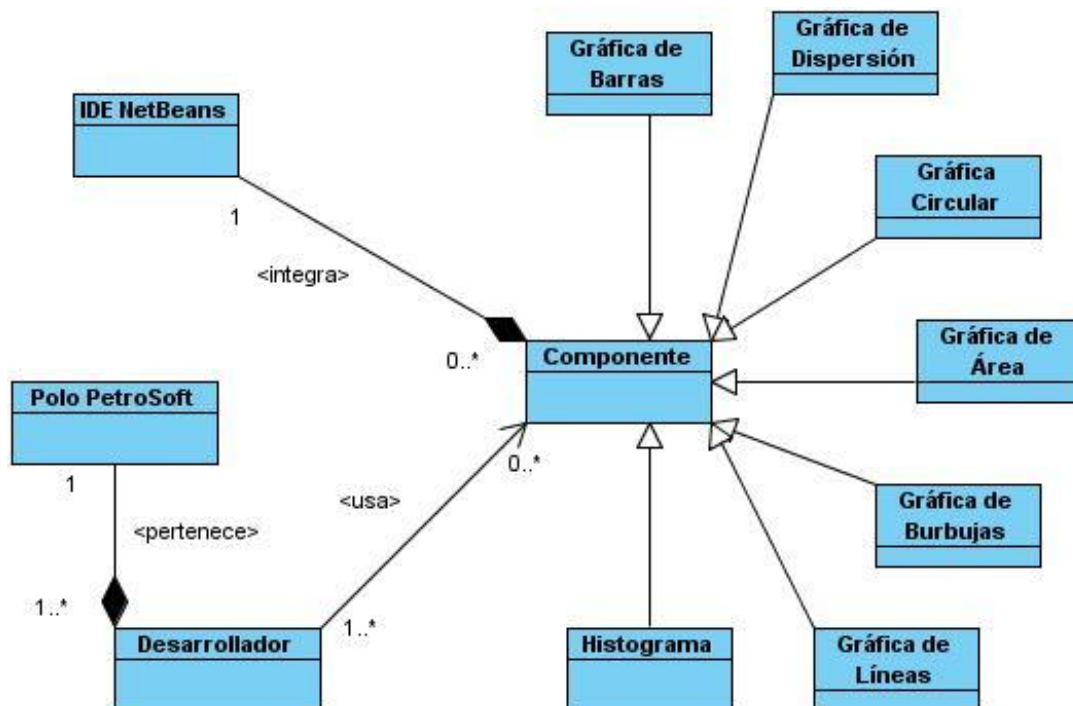 Gráfica de
Barras
Gráfica de
Dispersión
IDE NetBeans
Gráfica
Circular
1
<integra>
0..*
Componente
Gráfica de
Área
Polo PetroSoft
1
<pertenece>
1..*
<usa>
0..*
Gráfica de
Burbujas
Desarrollador
1..*
Histograma
Gráfica de
Líneas